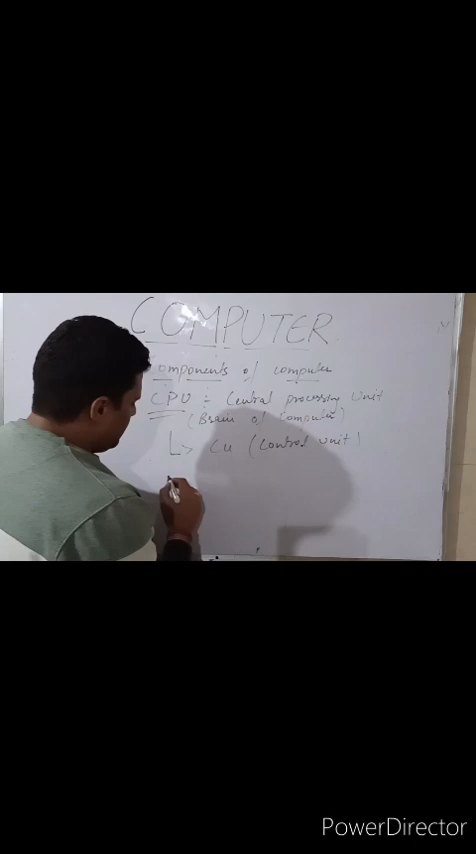 COMPUTER
Components of computer
CPU : Central processing Unit
(Brain of Computer)
CU (Control unit)
PowerDirector